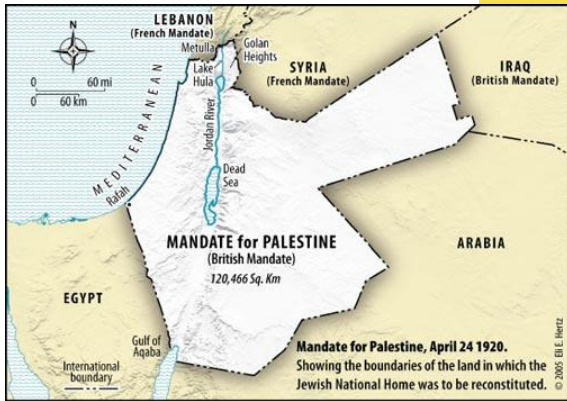 LEBANON
(French Mandate)
Metulla
Golan
Heights
N
SYRIA
(French Mandate)
IRAQ
(British Mandate)
Lake
Hula
0 60 mi
0 60 km
MEDITERRANEAN
Jordan River
Rafah
Dead
Sea
MANDATE for PALESTINE
(British Mandate)
120,466 Sq. Km
ARABIA
EGYPT
Gulf of
Aqaba
International
boundary
Mandate for Palestine, April 24 1920.
Showing the boundaries of the land in which the
Jewish National Home was to be reconstituted.
© 2005 Eli E. Hertz